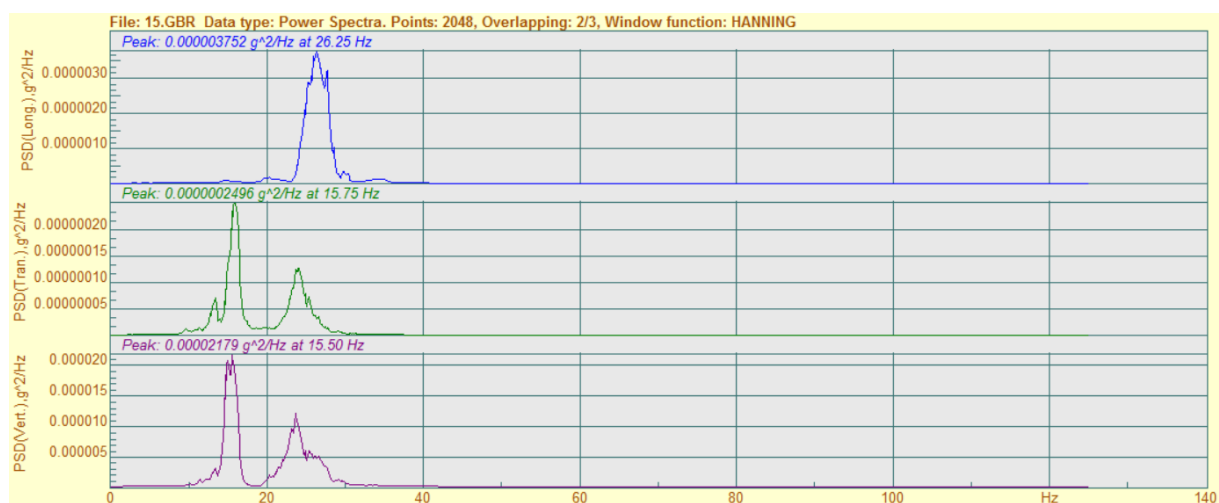 File: 15.GBR Data type: Power Spectra. Points: 2048, Overlapping: 2/3, Window function: HANNING
Peak: 0.000003752 g^2/Hz at 26.25 Hz
PSD(Long.),g^2/Hz
0.0000030
0.0000020
0.0000010
Peak: 0.0000002496 g^2/Hz at 15.75 Hz
PSD(Tran.),g^2/Hz
0.00000020
0.00000015
0.00000010
0.00000005
Peak: 0.00002179 g^2/Hz at 15.50 Hz
PSD(Vert.),g^2/Hz
0.000020
0.000015
0.000010
0.000005
0 20 40 60 80 100 Hz 140